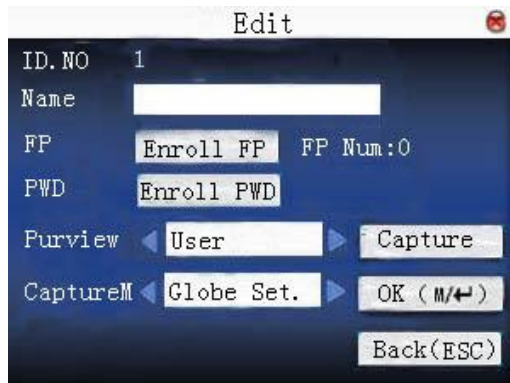 Edit
ID.NO 1
Name
FP Enroll FP FP Num:0
PWD Enroll PWD
Purview User Capture
CaptureM Globe Set. OK (M/↵)
Back(ESC)